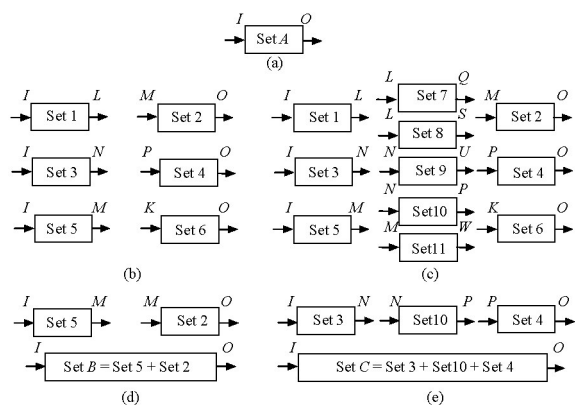 I O
Set A
(a)
I L M O
Set 1 Set 2
I N P O
Set 3 Set 4
I M K O
Set 5 Set 6
(b)
I L L Q M O
Set 1 Set 7 Set 2
L S
Set 8
I N N U P O
Set 3 Set 9 Set 4
N P
Set10
I M M W K O
Set 5 Set11 Set 6
(c)
I M M O
Set 5 Set 2
I O
Set B = Set 5 + Set 2
(d)
I N N P P O
Set 3 Set10 Set 4
I O
Set C = Set 3 + Set10 + Set 4
(e)